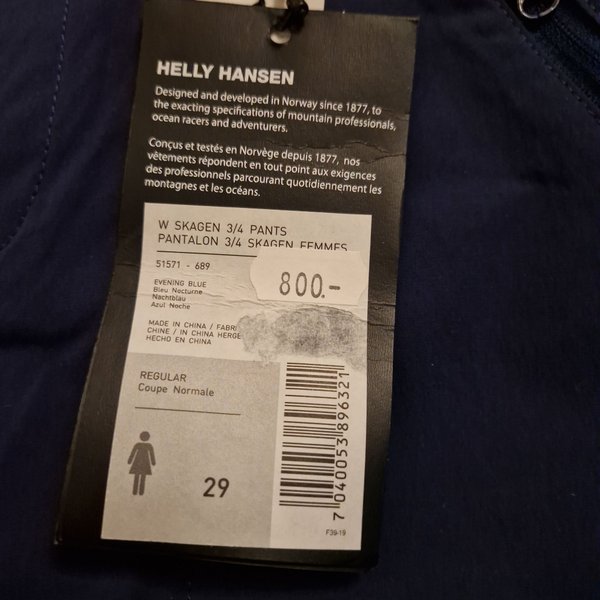 HELLY HANSEN
Designed and developed in Norway since 1877, to
the exacting specifications of mountain professionals,
ocean racers and adventurers.
Conçus et testés en Norvège depuis 1877, nos
vêtements répondent en tout point aux exigences
des professionnels parcourant quotidiennement les
montagnes et les océans.
W SKAGEN 3/4 PANTS
PANTALON 3/4 SKAGEN FEMMES
51571 - 689
800.-
EVENING BLUE
Bleu Nocturne
Nachtblau
Azul Noche
MADE IN CHINA / FABRI
CHINE / IN CHINA HERGE
HECHO EN CHINA
REGULAR
Coupe Normale
29
7 040053 896321
F39-19